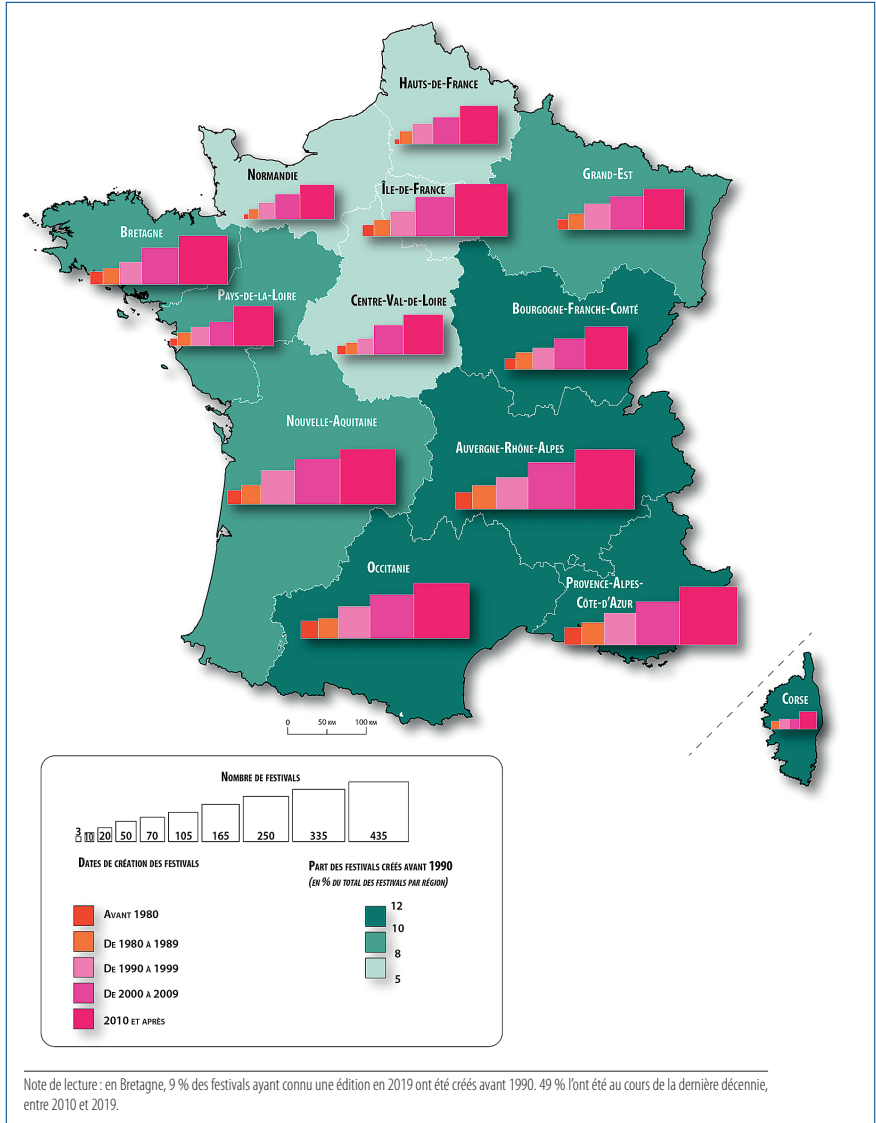 Hauts-de-France
Normandie
Île-de-France
Grand-Est
Bretagne
Pays-de-la-Loire
Centre-Val-de-Loire
Bourgogne-Franche-Comté
Nouvelle-Aquitaine
Auvergne-Rhône-Alpes
Occitanie
Provence-Alpes-
Côte-d'Azur
Corse
0 50 km 100 km
Nombre de festivals
3 10 20 50 70 105 165 250 335 435
Dates de création des festivals
Avant 1980
De 1980 à 1989
De 1990 à 1999
De 2000 à 2009
2010 et après
Part des festivals créés avant 1990
(en % du total des festivals par région)
12
10
8
5
Note de lecture : en Bretagne, 9 % des festivals ayant connu une édition en 2019 ont été créés avant 1990. 49 % l'ont été au cours de la dernière décennie,
entre 2010 et 2019.